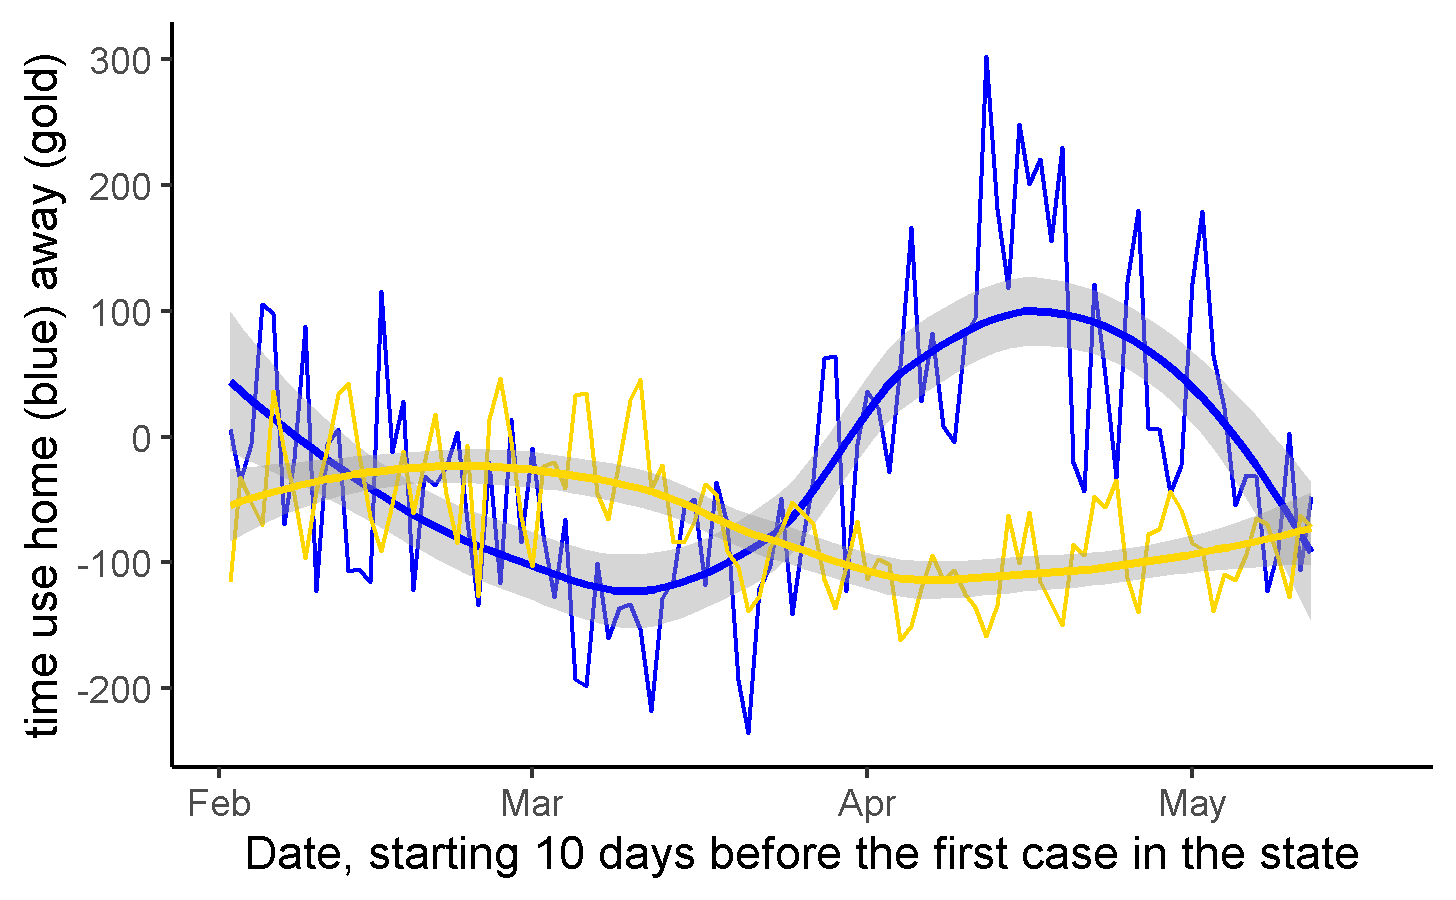 time use home (blue) away (gold)
300
200
100
0
-100
-200
Feb
Mar
Apr
May
Date, starting 10 days before the first case in the state